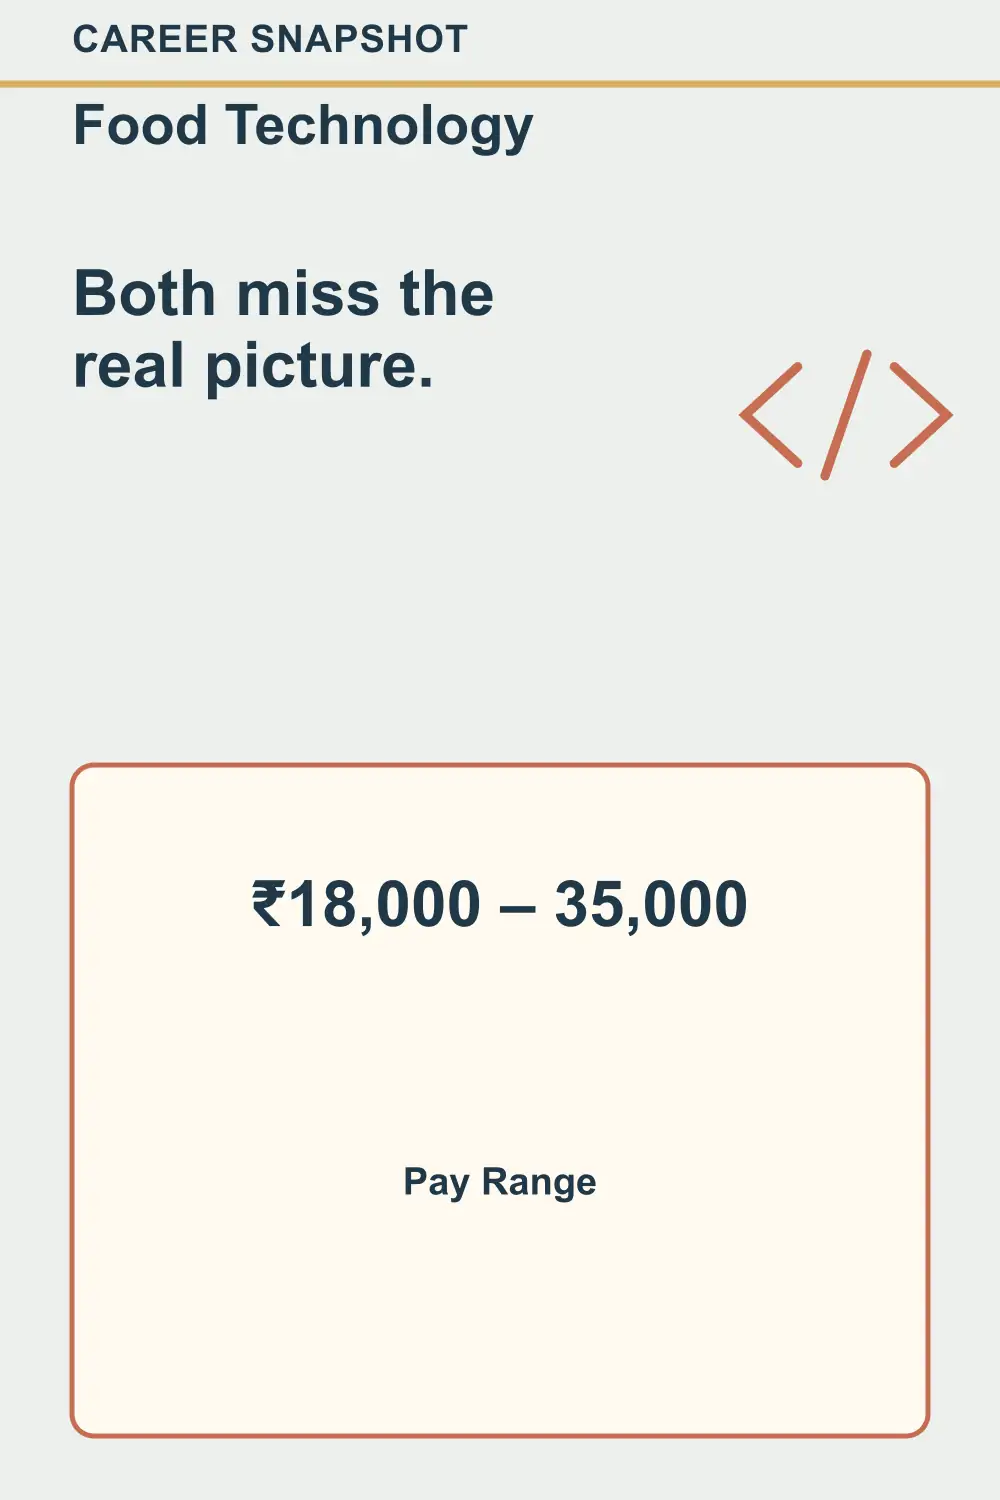 CAREER SNAPSHOT
Food Technology
Both miss the
real picture.
</>
₹18,000 – 35,000
Pay Range